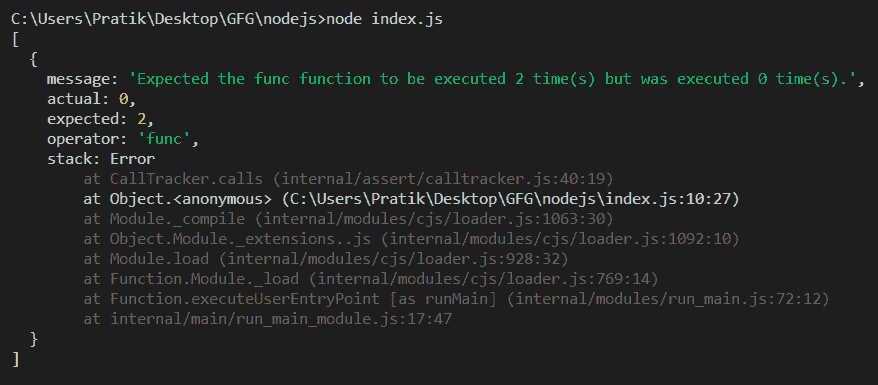 C:\Users\Pratik\Desktop\GFG\nodejs>node index.js
[
  {
    message: 'Expected the func function to be executed 2 time(s) but was executed 0 time(s).',
    actual: 0,
    expected: 2,
    operator: 'func',
    stack: Error
        at CallTracker.calls (internal/assert/calltracker.js:40:19)
        at Object.<anonymous> (C:\Users\Pratik\Desktop\GFG\nodejs\index.js:10:27)
        at Module._compile (internal/modules/cjs/loader.js:1063:30)
        at Object.Module._extensions..js (internal/modules/cjs/loader.js:1092:10)
        at Module.load (internal/modules/cjs/loader.js:928:32)
        at Function.Module._load (internal/modules/cjs/loader.js:769:14)
        at Function.executeUserEntryPoint [as runMain] (internal/modules/run_main.js:72:12)
        at internal/main/run_main_module.js:17:47
  }
]